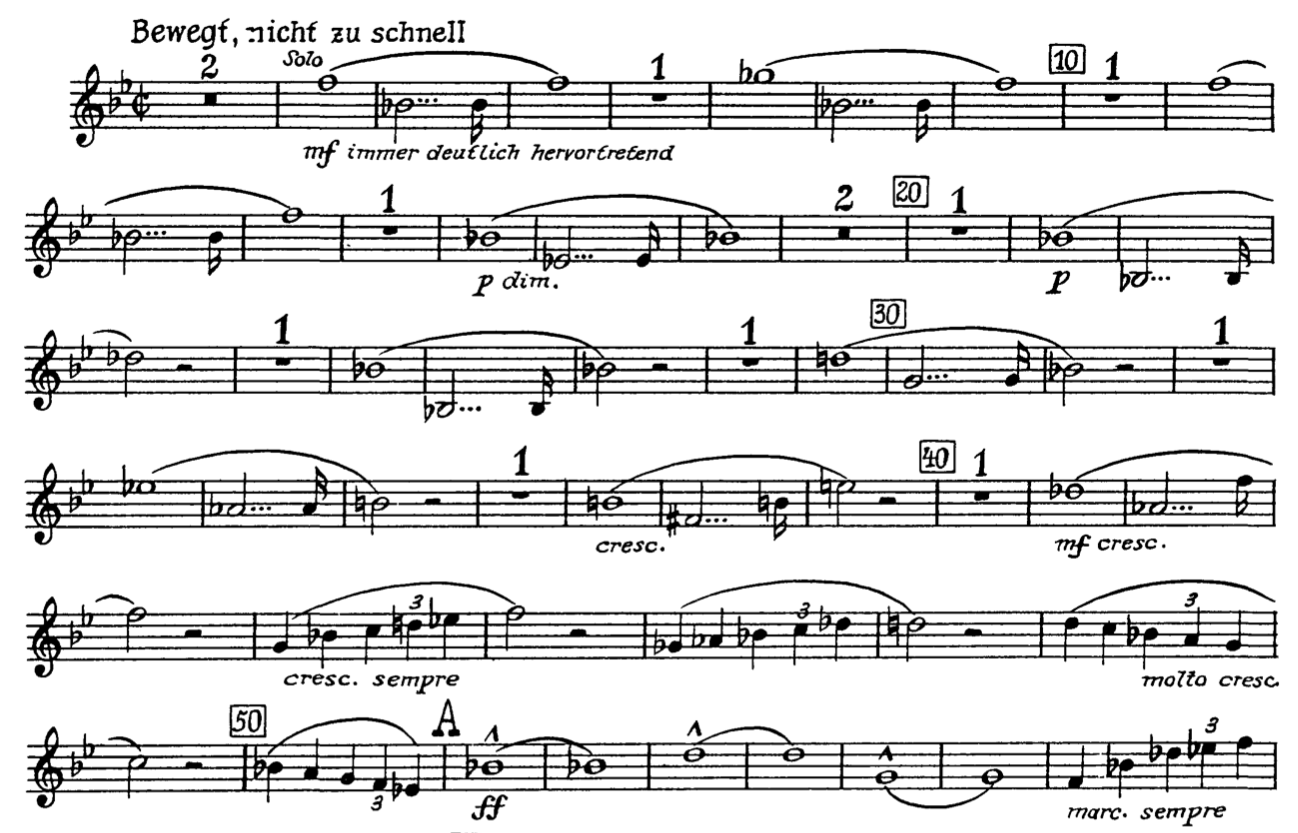 Bewegt, nicht zu schnell
2 Solo 1 10 1
mf immer deutlich hervortretend
1 2 20 1
p dim. p
1 1 30 1
1 40 1
cresc. mf cresc.
3 3 3
cresc. sempre molto cresc.
50 A 3
3
ff marc. sempre